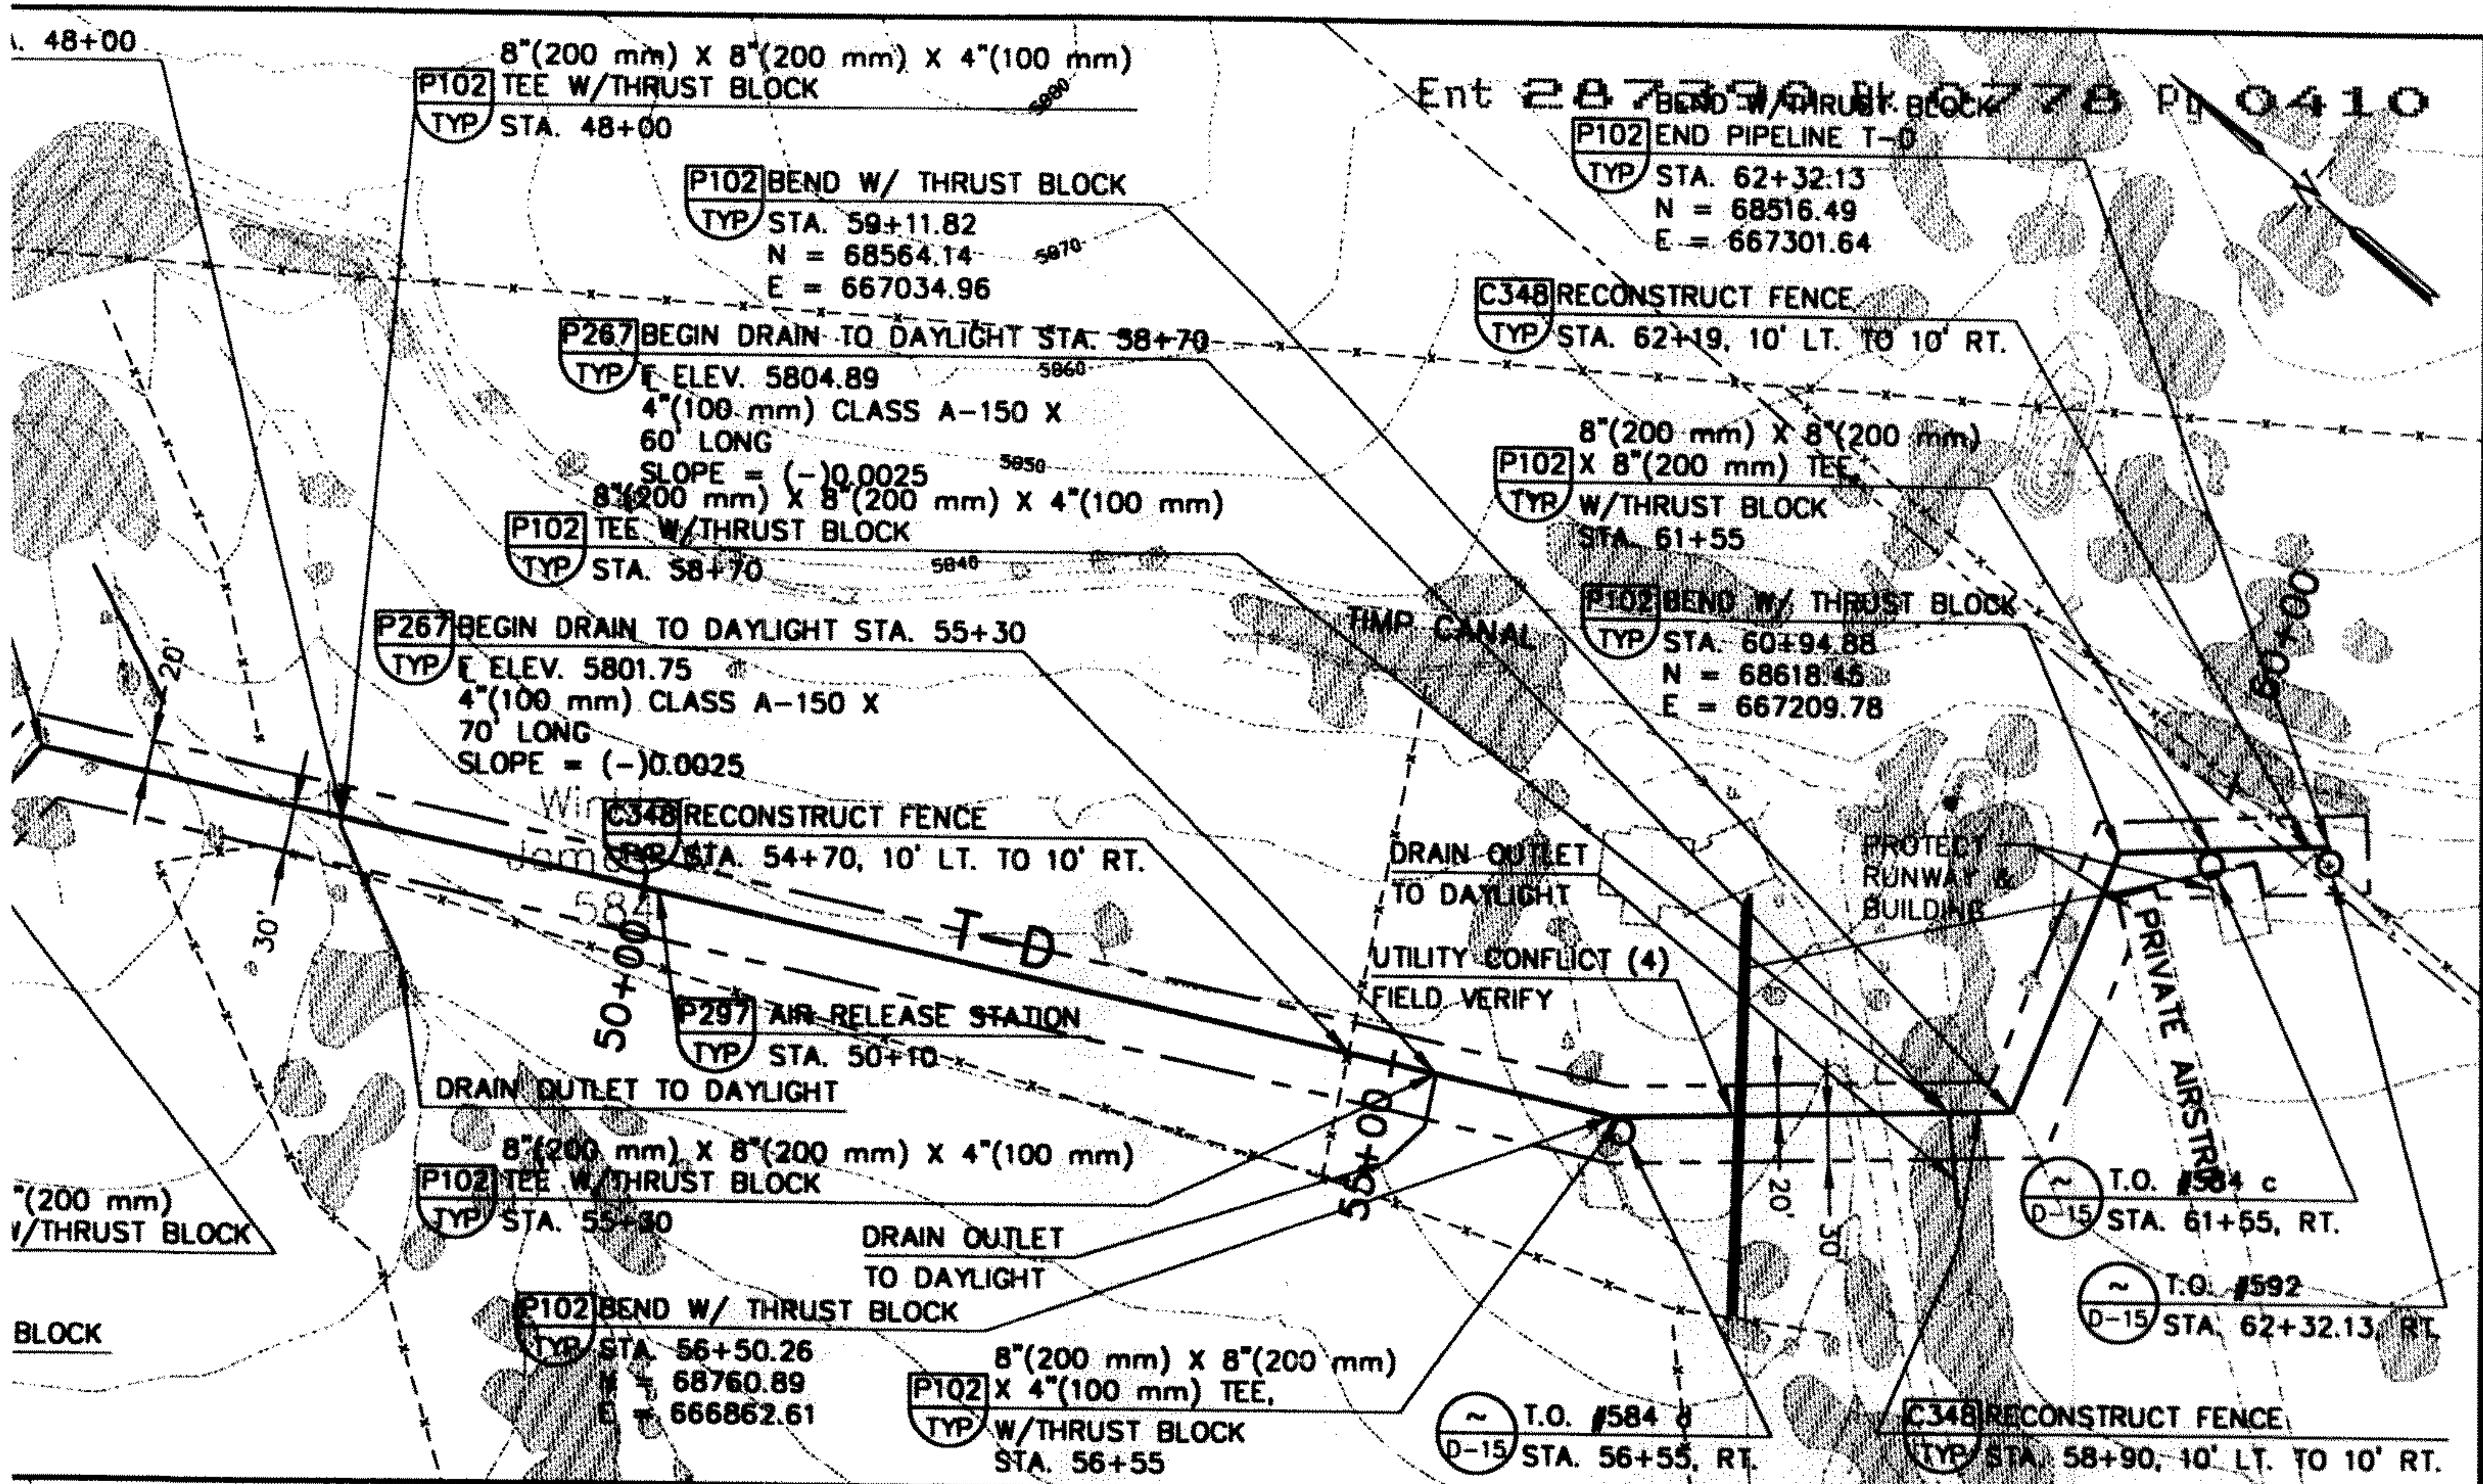 . 48+00
8"(200 mm) X 8"(200 mm) X 4"(100 mm)
P102 TEE W/THRUST BLOCK
TYP STA. 48+00
5880
Ent Pg 0410
BEND W/THRUST BLOCK
P102 END PIPELINE T-D
TYP STA. 62+32.13
N = 68516.49
E = 667301.64
N
P102 BEND W/ THRUST BLOCK
TYP STA. 59+11.82
N = 68564.14
E = 667034.96
5870
C348 RECONSTRUCT FENCE
TYP STA. 62+19, 10' LT. TO 10' RT.
P267 BEGIN DRAIN TO DAYLIGHT STA. 58+70
TYP ELEV. 5804.89
4"(100 mm) CLASS A-150 X
60' LONG
SLOPE = (-)0.0025
5860
5850
8"(200 mm) X 8"(200 mm)
P102 X 8"(200 mm) TEE,
TYP W/THRUST BLOCK
STA. 61+55
8"(200 mm) X 8"(200 mm) X 4"(100 mm)
P102 TEE W/THRUST BLOCK
TYP STA. 58+70
5840
TIMP CANAL
P102 BEND W/ THRUST BLOCK
TYP STA. 60+94.88
N = 68618.45
E = 667209.78
60+00
P267 BEGIN DRAIN TO DAYLIGHT STA. 55+30
TYP ELEV. 5801.75
4"(100 mm) CLASS A-150 X
70' LONG
SLOPE = (-)0.0025
20'
30'
C348 RECONSTRUCT FENCE
TYP STA. 54+70, 10' LT. TO 10' RT.
584
50+00
T-D
DRAIN OUTLET
TO DAYLIGHT
UTILITY CONFLICT (4)
FIELD VERIFY
PROTECT
RUNWAY &
BUILDING
PRIVATE AIRSTRIP
P297 AIR RELEASE STATION
TYP STA. 50+10
DRAIN OUTLET TO DAYLIGHT
55+00
20'
30'
8"(200 mm) X 8"(200 mm) X 4"(100 mm)
P102 TEE W/THRUST BLOCK
TYP STA. 55+30
"(200 mm)
W/THRUST BLOCK
BLOCK
DRAIN OUTLET
TO DAYLIGHT
~ T.O. #584 c
D-15 STA. 61+55, RT.
~ T.O. #592
D-15 STA. 62+32.13, RT.
P102 BEND W/ THRUST BLOCK
TYP STA. 56+50.26
N = 68760.89
E = 666862.61
8"(200 mm) X 8"(200 mm)
P102 X 4"(100 mm) TEE,
TYP W/THRUST BLOCK
STA. 56+55
~ T.O. #584 d
D-15 STA. 56+55, RT.
C348 RECONSTRUCT FENCE
TYP STA. 58+90, 10' LT. TO 10' RT.